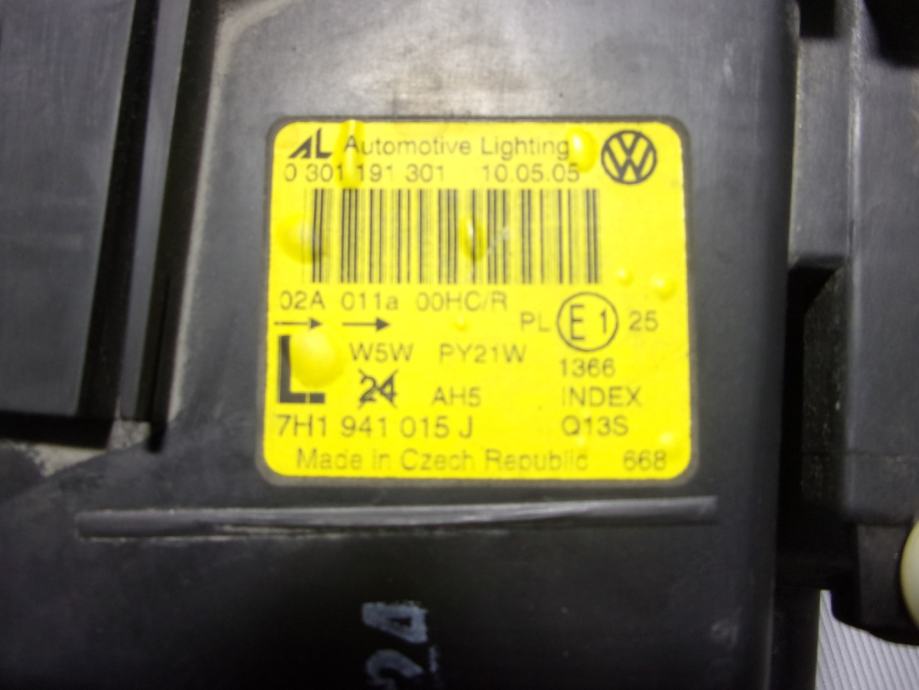 AL Automotive Lighting
0 301 191 301 10.05.05
02A 011a 00HC/R
PL E1 25
L W5W PY21W 1366
24 AH5 INDEX
7H1 941 015 J Q13S
Made in Czech Republic 668
24